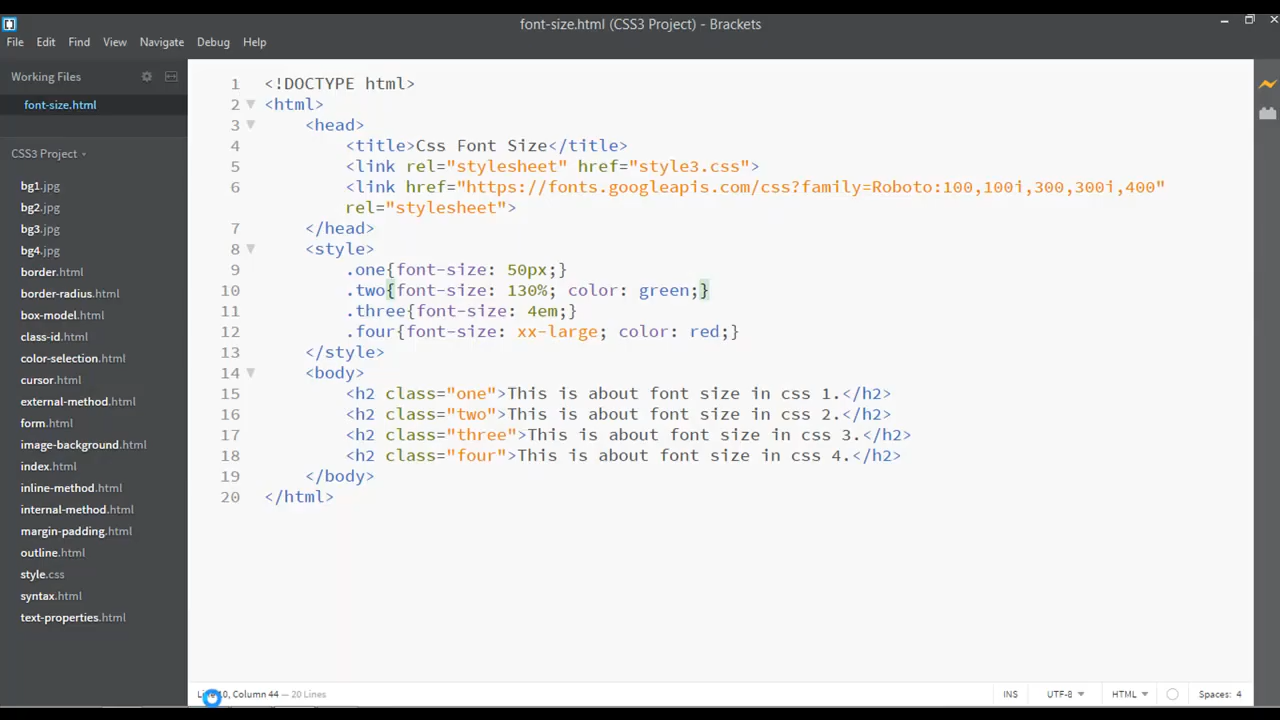 font-size.html (CSS3 Project) - Brackets
File Edit Find View Navigate Debug Help
Working Files
font-size.html
CSS3 Project
bg1.jpg
bg2.jpg
bg3.jpg
bg4.jpg
border.html
border-radius.html
box-model.html
class-id.html
color-selection.html
cursor.html
external-method.html
form.html
image-background.html
index.html
inline-method.html
internal-method.html
margin-padding.html
outline.html
style.css
syntax.html
text-properties.html
1 <!DOCTYPE html>
2 <html>
3 <head>
4 <title>Css Font Size</title>
5 <link rel="stylesheet" href="style3.css">
6 <link href="https://fonts.googleapis.com/css?family=Roboto:100,100i,300,300i,400"
rel="stylesheet">
7 </head>
8 <style>
9 .one{font-size: 50px;}
10 .two{font-size: 130%; color: green;}
11 .three{font-size: 4em;}
12 .four{font-size: xx-large; color: red;}
13 </style>
14 <body>
15 <h2 class="one">This is about font size in css 1.</h2>
16 <h2 class="two">This is about font size in css 2.</h2>
17 <h2 class="three">This is about font size in css 3.</h2>
18 <h2 class="four">This is about font size in css 4.</h2>
19 </body>
20 </html>
Column 44 — 20 Lines INS UTF-8 HTML Spaces: 4